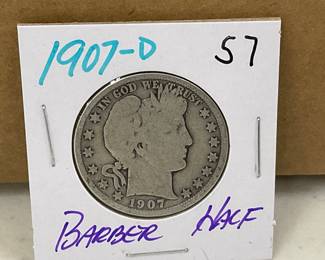 1907-D 57
IN GOD WE TRUST
1907
BARBER HALF